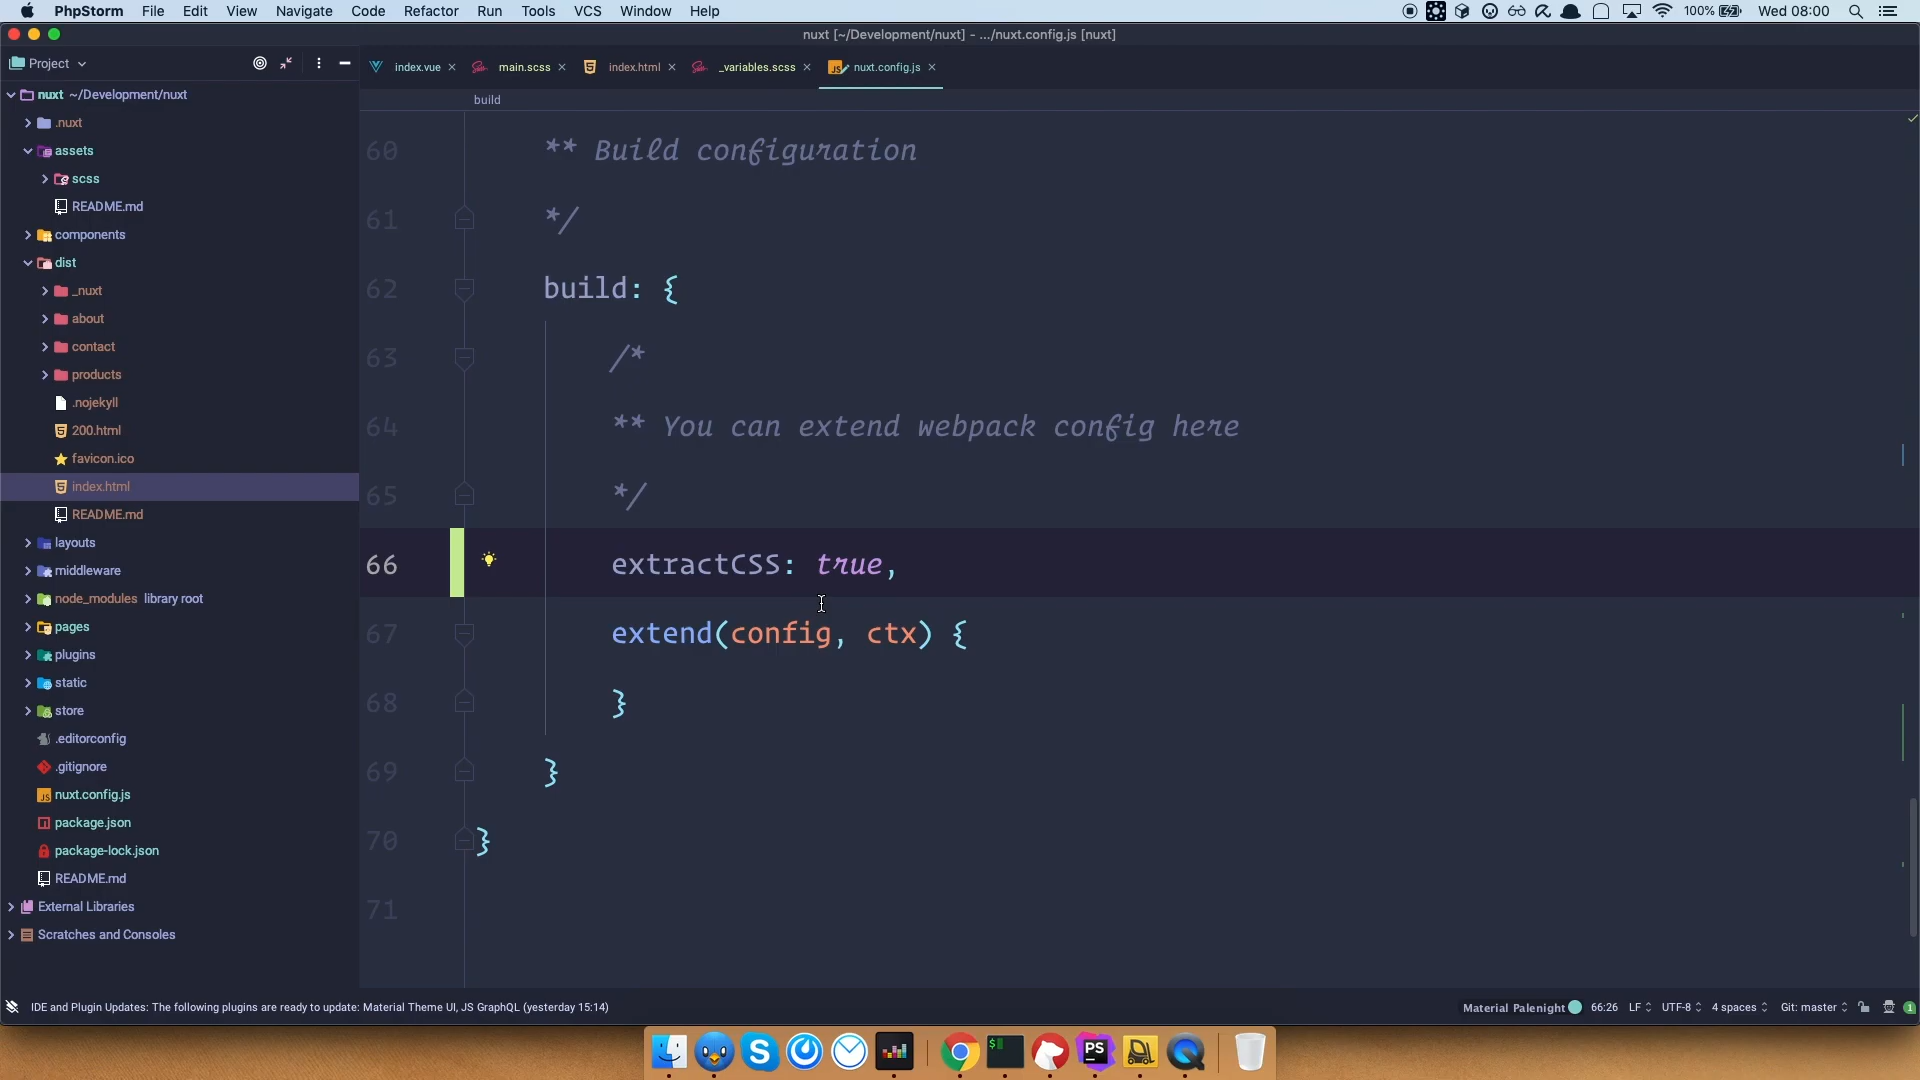 PhpStorm File Edit View Navigate Code Refactor Run Tools VCS Window Help 100% Wed 08:00
nuxt [~/Development/nuxt] - .../nuxt.config.js [nuxt]
Project
index.vue main.scss index.html _variables.scss nuxt.config.js
build
nuxt ~/Development/nuxt
.nuxt
assets
scss
README.md
components
dist
_nuxt
about
contact
products
.nojekyll
200.html
favicon.ico
index.html
README.md
layouts
middleware
node_modules library root
pages
plugins
static
store
.editorconfig
.gitignore
nuxt.config.js
package.json
package-lock.json
README.md
External Libraries
Scratches and Consoles
60 ** Build configuration
61 */
62 build: {
63 /*
64 ** You can extend webpack config here
65 */
66 extractCSS: true,
67 extend(config, ctx) {
68 }
69 }
70 }
71
IDE and Plugin Updates: The following plugins are ready to update: Material Theme UI, JS GraphQL (yesterday 15:14) Material Palenight 66:26 LF UTF-8 4 spaces Git: master 1
$
PS